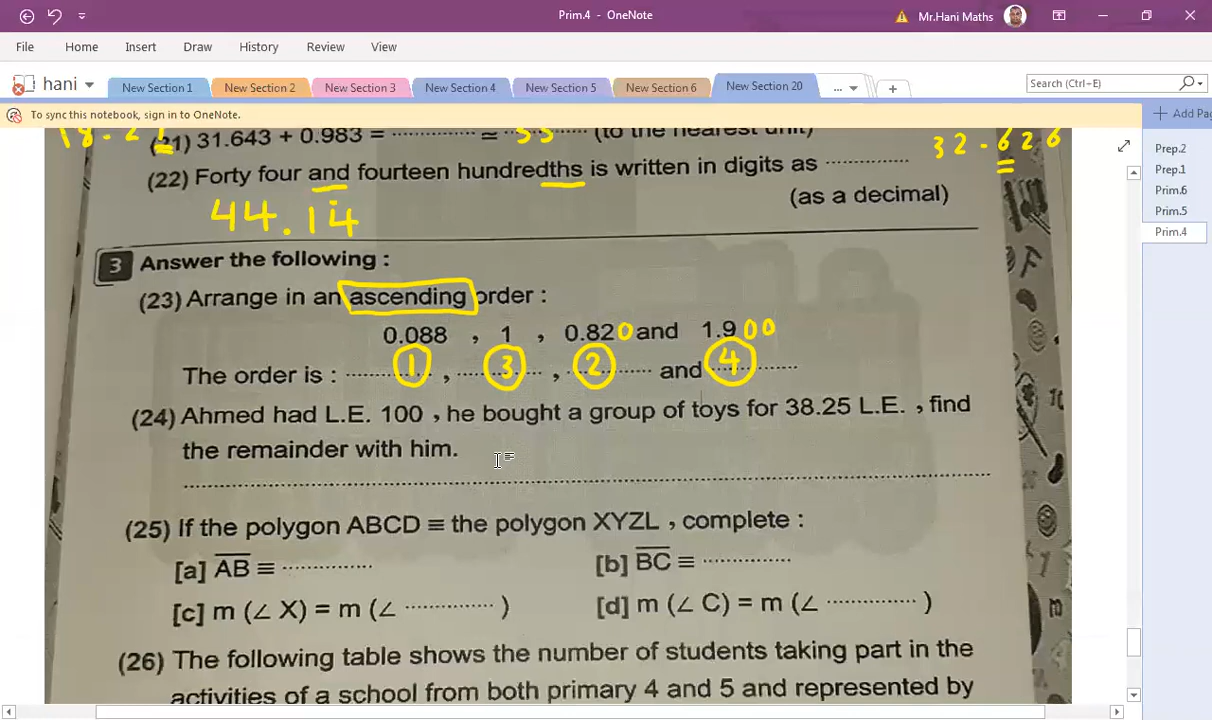 Prim.4 - OneNote
Mr.Hani Maths
File Home Insert Draw History Review View
hani
New Section 1 New Section 2 New Section 3 New Section 4 New Section 5 New Section 6 New Section 20 ... +
Search (Ctrl+E)
To sync this notebook, sign in to OneNote.
Add Pag
Prep.2
Prep.1
Prim.6
Prim.5
Prim.4
(21) 31.643 + 0.983 = ............... ≃ ............... (to the nearest unit)
32.626
(22) Forty four and fourteen hundredths is written in digits as ...............
(as a decimal)
44.14
3 Answer the following :
(23) Arrange in an ascending order :
0.088 , 1 , 0.820 and 1.900
1 3 2 4
The order is : ............... , ............... , ............... and ...............
(24) Ahmed had L.E. 100 , he bought a group of toys for 38.25 L.E. , find
the remainder with him.
(25) If the polygon ABCD ≡ the polygon XYZL , complete :
[a] AB ≡ ............... [b] BC ≡ ...............
[c] m (∠ X) = m (∠ ............... ) [d] m (∠ C) = m (∠ ............... )
(26) The following table shows the number of students taking part in the
activities of a school from both primary 4 and 5 and represented by